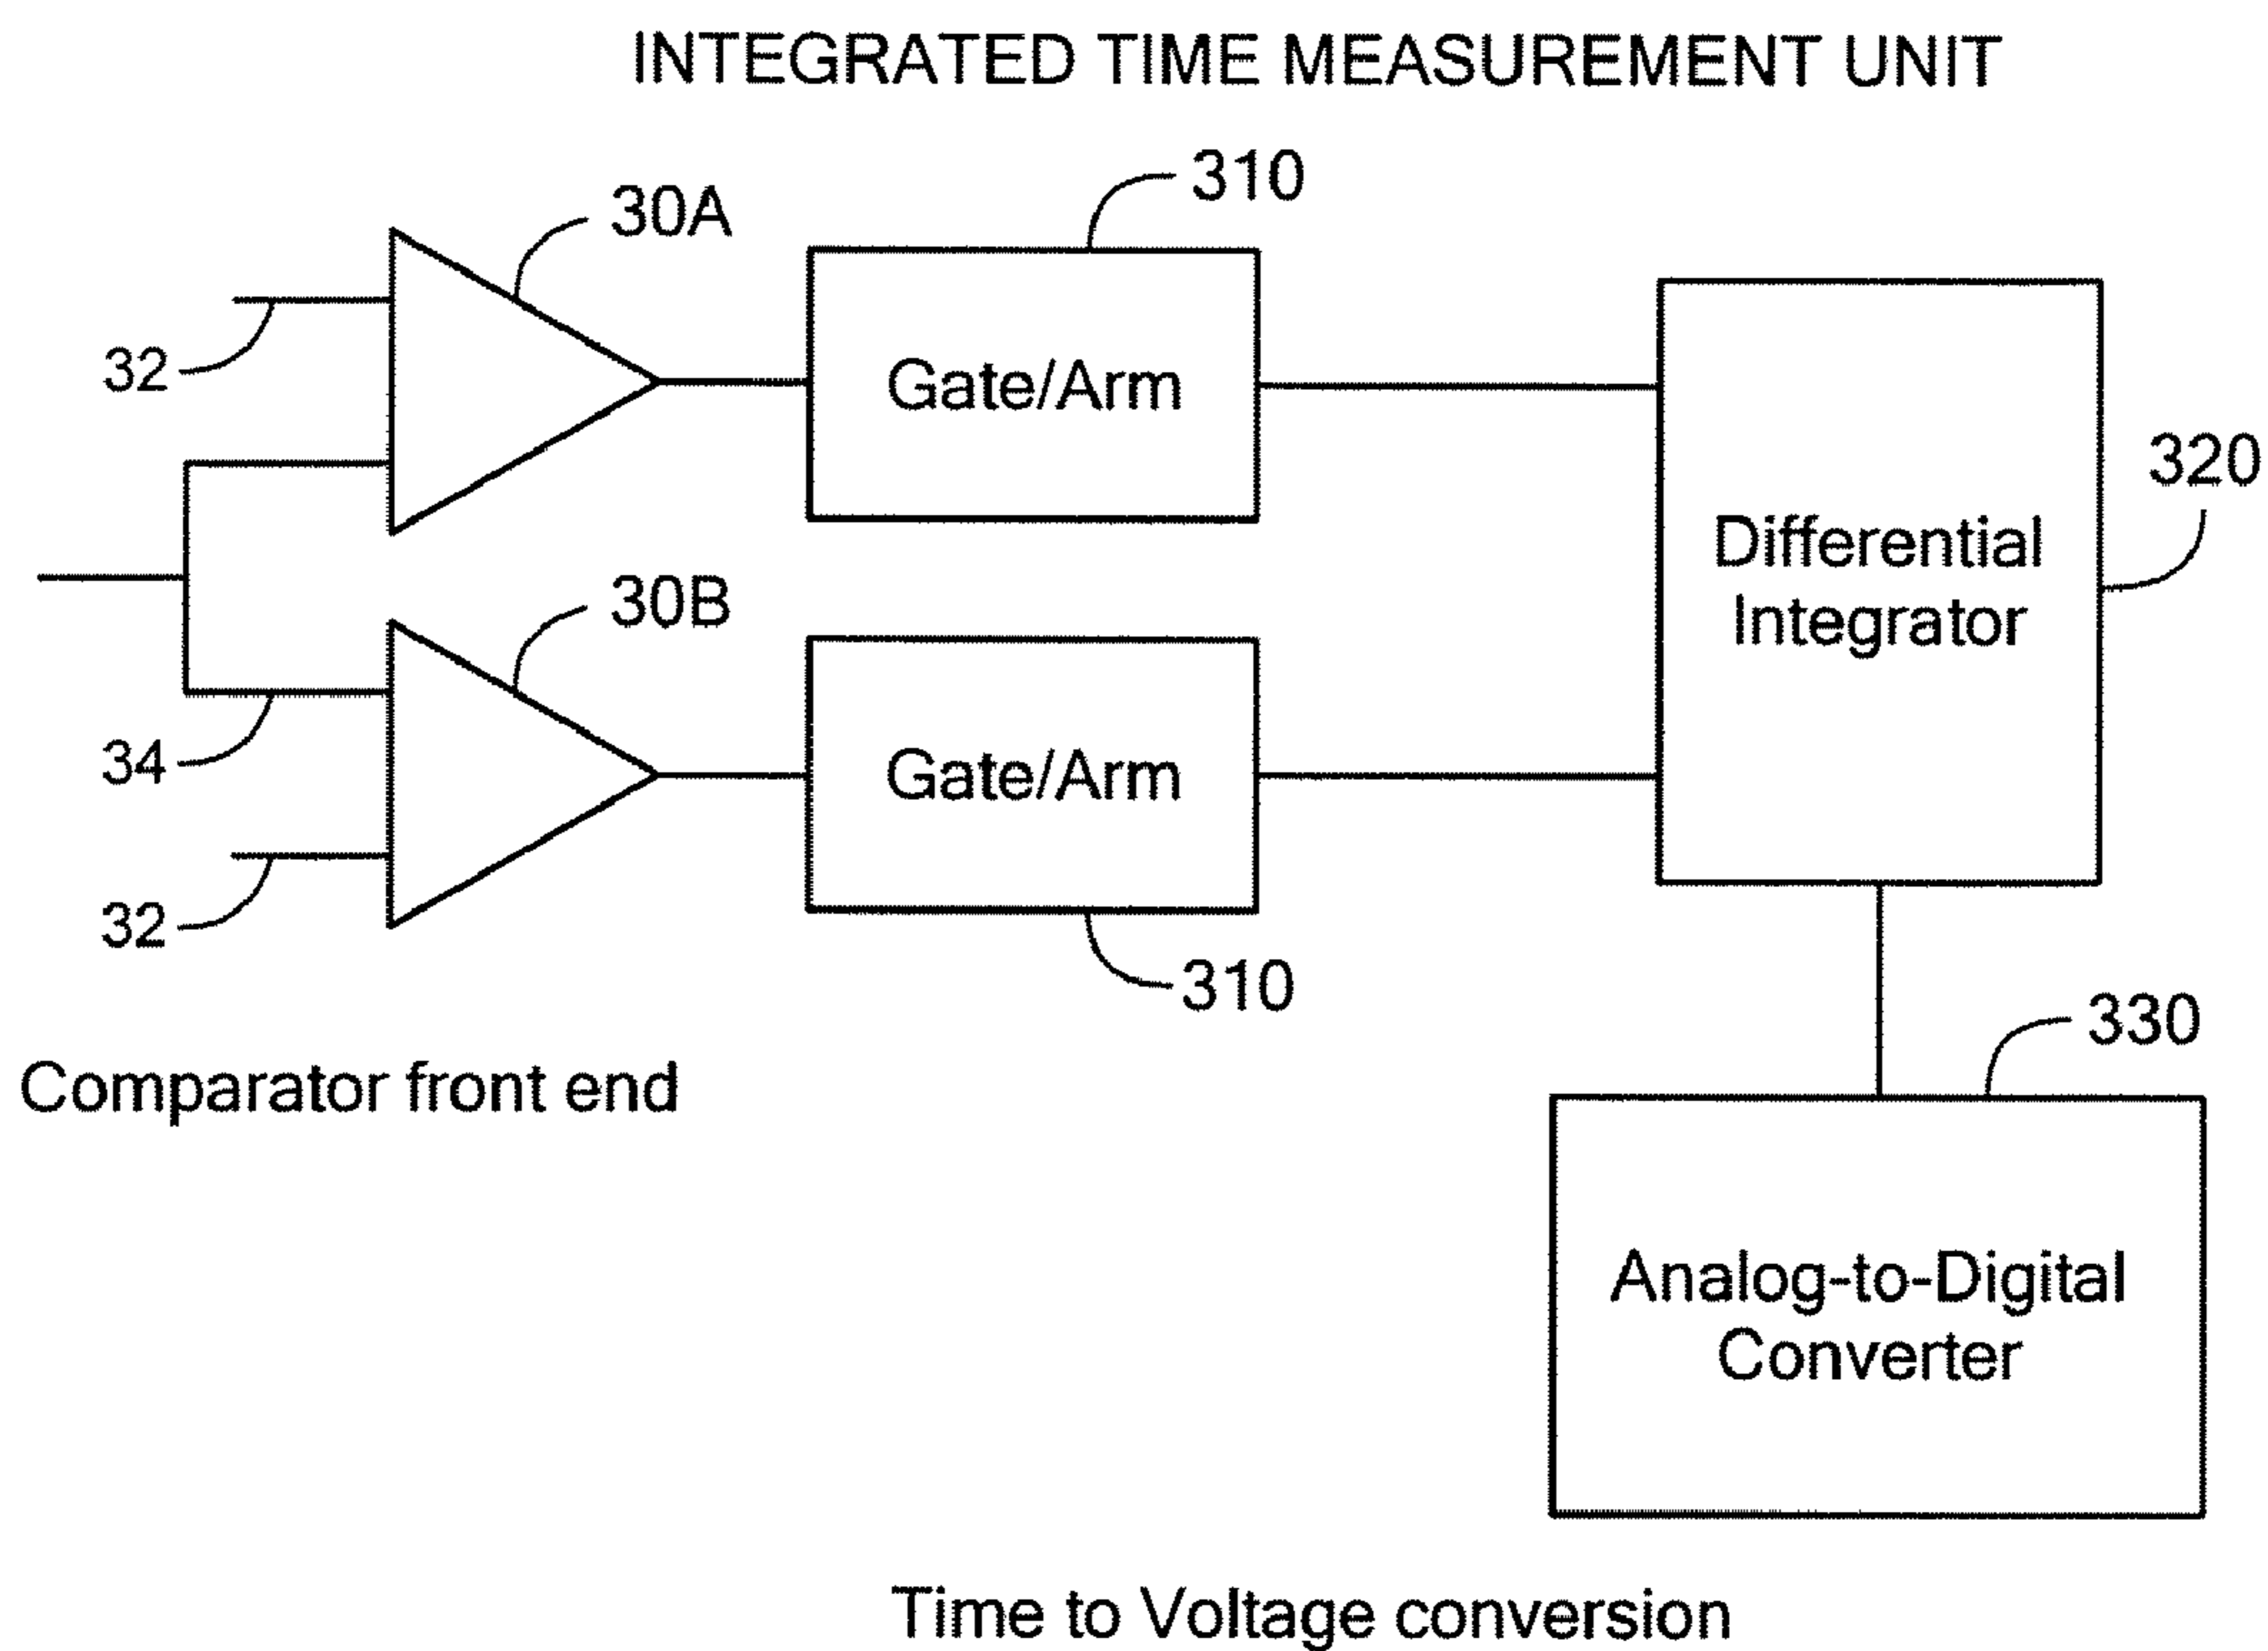 INTEGRATED TIME MEASUREMENT UNIT
310
30A
32
Gate/Arm
320
Differential
Integrator
30B
34
Gate/Arm
32
310
330
Comparator front end
Analog-to-Digital
Converter
Time to Voltage conversion